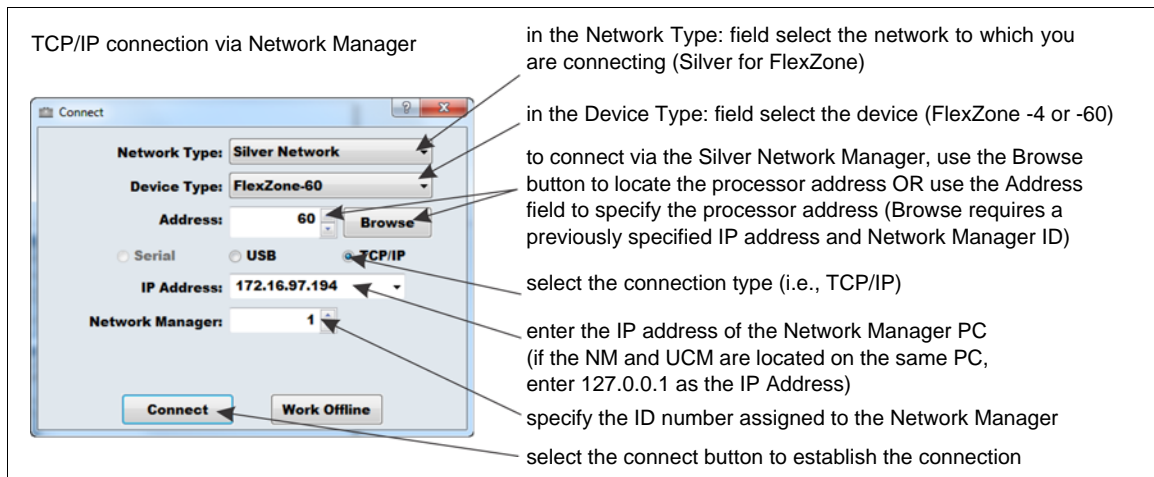 TCP/IP connection via Network Manager
in the Network Type: field select the network to which you
are connecting (Silver for FlexZone)
in the Device Type: field select the device (FlexZone -4 or -60)
to connect via the Silver Network Manager, use the Browse
button to locate the processor address OR use the Address
field to specify the processor address (Browse requires a
previously specified IP address and Network Manager ID)
select the connection type (i.e., TCP/IP)
enter the IP address of the Network Manager PC
(if the NM and UCM are located on the same PC,
enter 127.0.0.1 as the IP Address)
specify the ID number assigned to the Network Manager
select the connect button to establish the connection
Connect
Network Type: Silver Network
Device Type: FlexZone-60
Address: 60 Browse
Serial USB TCP/IP
IP Address: 172.16.97.194
Network Manager: 1
Connect Work Offline